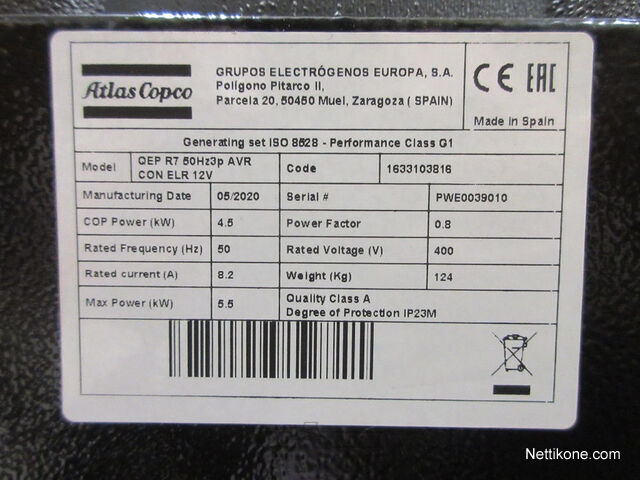 Atlas Copco
GRUPOS ELECTRÓGENOS EUROPA, S.A.
Polígono Pitarco II,
Parcela 20, 50450 Muel, Zaragoza ( SPAIN)
CE EAC
Made in Spain
Generating set ISO 8528 - Performance Class G1
Model QEP R7 50Hz3p AVR CON ELR 12V Code 1633103816
Manufacturing Date 05/2020 Serial # PWE0039010
COP Power (kW) 4.5 Power Factor 0.8
Rated Frequency (Hz) 50 Rated Voltage (V) 400
Rated current (A) 8.2 Weight (Kg) 124
Max Power (kW) 5.5 Quality Class A
Degree of Protection IP23M
Nettikone.com